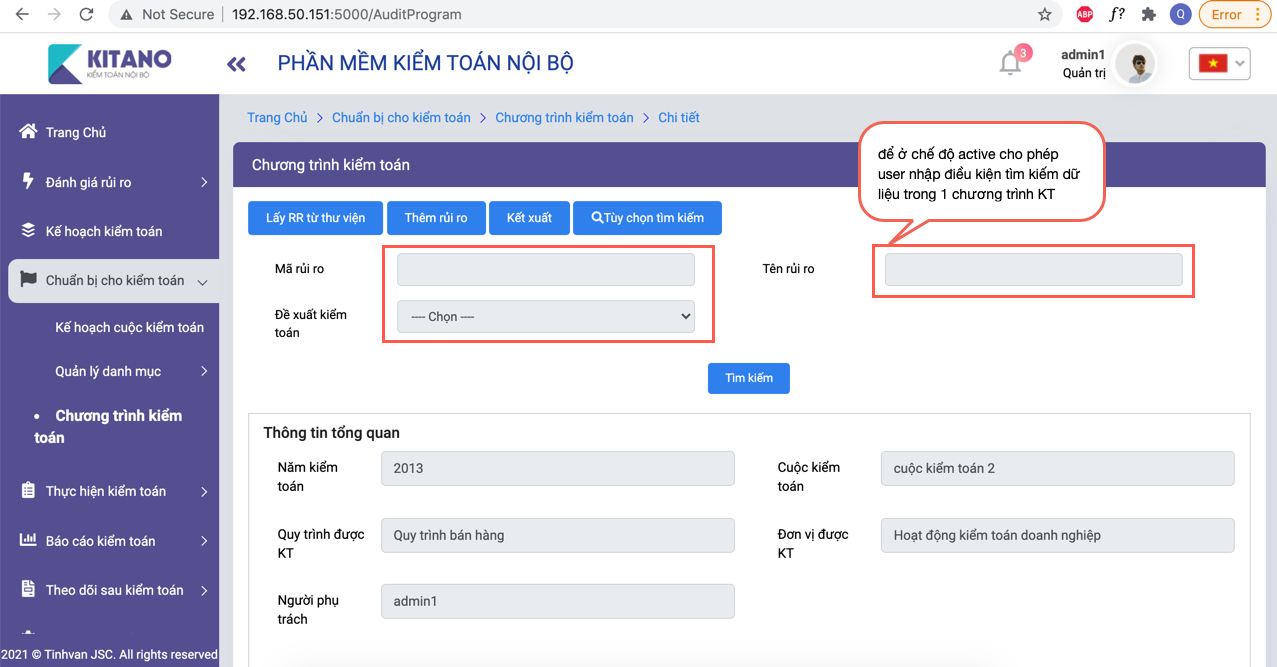 Not Secure
192.168.50.151:5000/AuditProgram
ABP
f?
Q
Error
KITANO
KIỂM TOÁN NỘI BỘ
PHẦN MỀM KIỂM TOÁN NỘI BỘ
3
admin1
Quản trị
Trang Chủ
Đánh giá rủi ro
Kế hoạch kiểm toán
Chuẩn bị cho kiểm toán
Kế hoạch cuộc kiểm toán
Quản lý danh mục
• Chương trình kiểm
toán
Thực hiện kiểm toán
Báo cáo kiểm toán
Theo dõi sau kiểm toán
2021 © Tinhvan JSC. All rights reserved
Trang Chủ > Chuẩn bị cho kiểm toán > Chương trình kiểm toán > Chi tiết
Chương trình kiểm toán
để ở chế độ active cho phép
user nhập điều kiện tìm kiếm dữ
liệu trong 1 chương trình KT
Lấy RR từ thư viện
Thêm rủi ro
Kết xuất
Tùy chọn tìm kiếm
Mã rủi ro
Tên rủi ro
Đề xuất kiểm
toán
---- Chọn ----
Tìm kiếm
Thông tin tổng quan
Năm kiểm
toán
2013
Cuộc kiểm
toán
cuộc kiểm toán 2
Quy trình được
KT
Quy trình bán hàng
Đơn vị được
KT
Hoạt động kiểm toán doanh nghiệp
Người phụ
trách
admin1